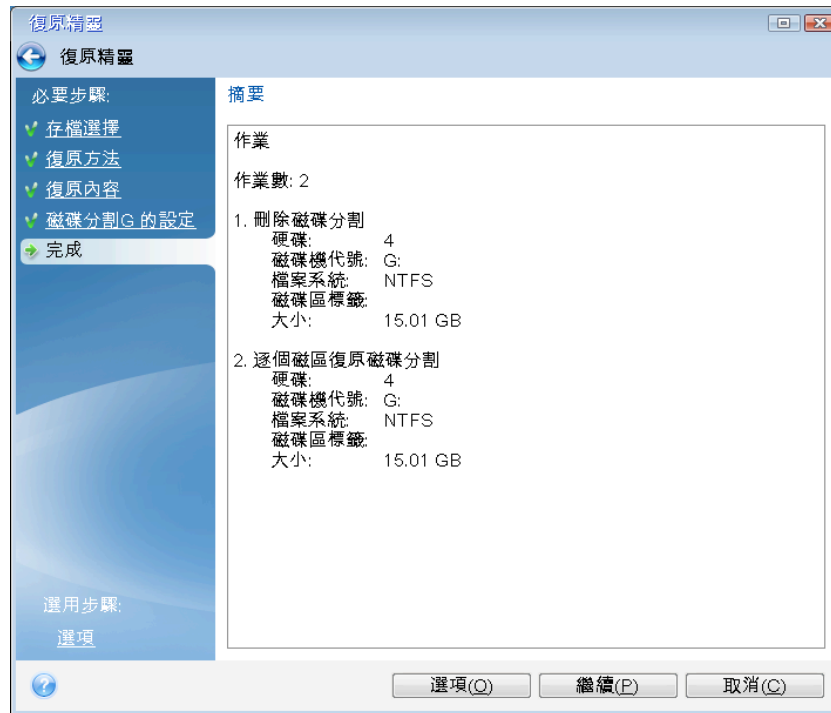 復原精靈
復原精靈
必要步驟:
存檔選擇
復原方法
復原內容
磁碟分割G 的設定
完成
選用步驟:
選項
摘要
作業
作業數: 2
1. 刪除磁碟分割
硬碟: 4
磁碟機代號: G:
檔案系統: NTFS
磁碟區標籤:
大小: 15.01 GB
2. 逐個磁區復原磁碟分割
硬碟: 4
磁碟機代號: G:
檔案系統: NTFS
磁碟區標籤:
大小: 15.01 GB
選項(O)
繼續(P)
取消(C)